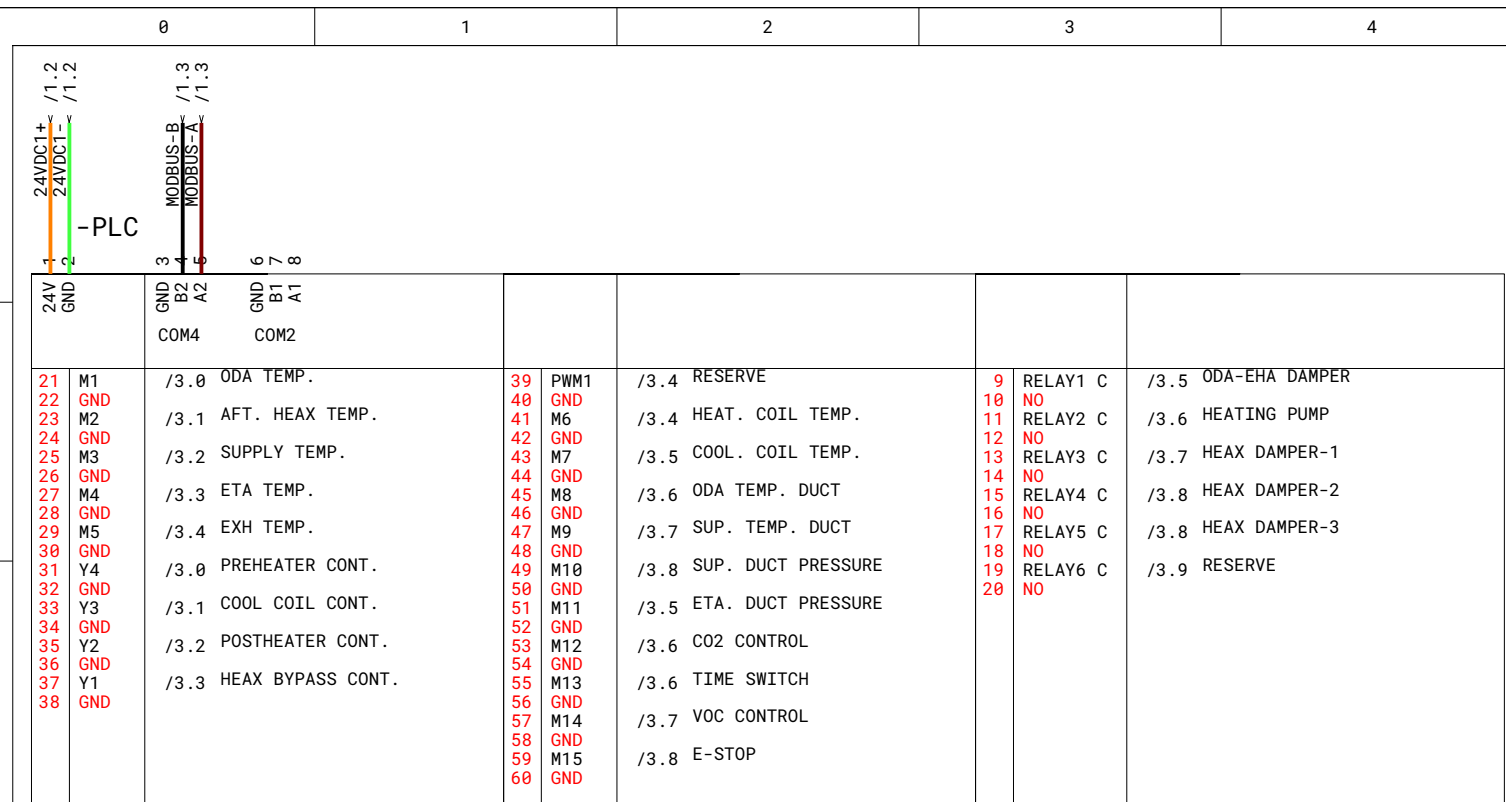 0 1 2 3 4
24VDC1+ /1.2
24VDC1- /1.2
MODBUS-B /1.3
MODBUS-A /1.3
-PLC
1 2 3 4 5 6 7 8
24V GND GND B2 A2 GND B1 A1
COM4 COM2
21 M1 /3.0 ODA TEMP.
22 GND
23 M2 /3.1 AFT. HEAX TEMP.
24 GND
25 M3 /3.2 SUPPLY TEMP.
26 GND
27 M4 /3.3 ETA TEMP.
28 GND
29 M5 /3.4 EXH TEMP.
30 GND
31 Y4 /3.0 PREHEATER CONT.
32 GND
33 Y3 /3.1 COOL COIL CONT.
34 GND
35 Y2 /3.2 POSTHEATER CONT.
36 GND
37 Y1 /3.3 HEAX BYPASS CONT.
38 GND
39 PWM1 /3.4 RESERVE
40 GND
41 M6 /3.4 HEAT. COIL TEMP.
42 GND
43 M7 /3.5 COOL. COIL TEMP.
44 GND
45 M8 /3.6 ODA TEMP. DUCT
46 GND
47 M9 /3.7 SUP. TEMP. DUCT
48 GND
49 M10 /3.8 SUP. DUCT PRESSURE
50 GND
51 M11 /3.5 ETA. DUCT PRESSURE
52 GND
53 M12 /3.6 CO2 CONTROL
54 GND
55 M13 /3.6 TIME SWITCH
56 GND
57 M14 /3.7 VOC CONTROL
58 GND
59 M15 /3.8 E-STOP
60 GND
9 RELAY1 C /3.5 ODA-EHA DAMPER
10 NO
11 RELAY2 C /3.6 HEATING PUMP
12 NO
13 RELAY3 C /3.7 HEAX DAMPER-1
14 NO
15 RELAY4 C /3.8 HEAX DAMPER-2
16 NO
17 RELAY5 C /3.8 HEAX DAMPER-3
18 NO
19 RELAY6 C /3.9 RESERVE
20 NO